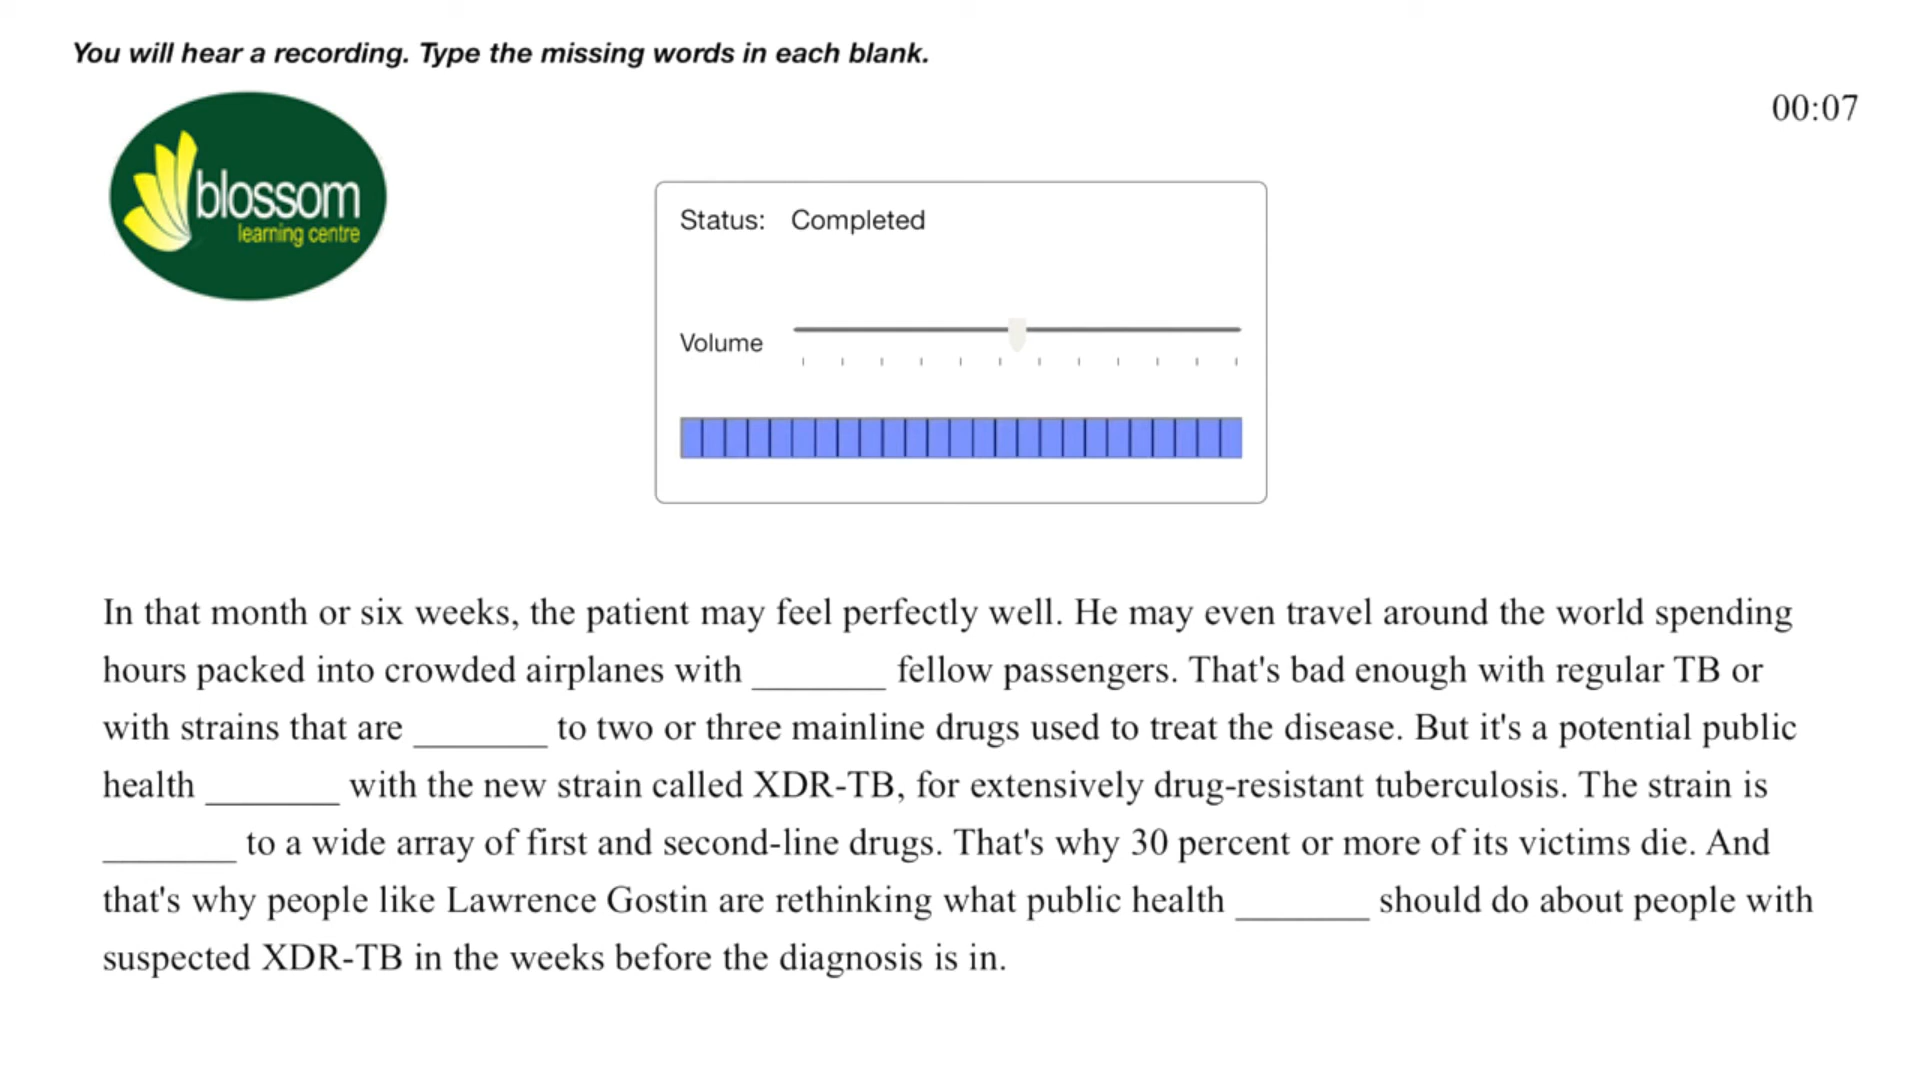 You will hear a recording. Type the missing words in each blank.
00:07
blossom
learning centre
Status: Completed
Volume
In that month or six weeks, the patient may feel perfectly well. He may even travel around the world spending
hours packed into crowded airplanes with _______ fellow passengers. That's bad enough with regular TB or
with strains that are _______ to two or three mainline drugs used to treat the disease. But it's a potential public
health _______ with the new strain called XDR-TB, for extensively drug-resistant tuberculosis. The strain is
_______ to a wide array of first and second-line drugs. That's why 30 percent or more of its victims die. And
that's why people like Lawrence Gostin are rethinking what public health _______ should do about people with
suspected XDR-TB in the weeks before the diagnosis is in.